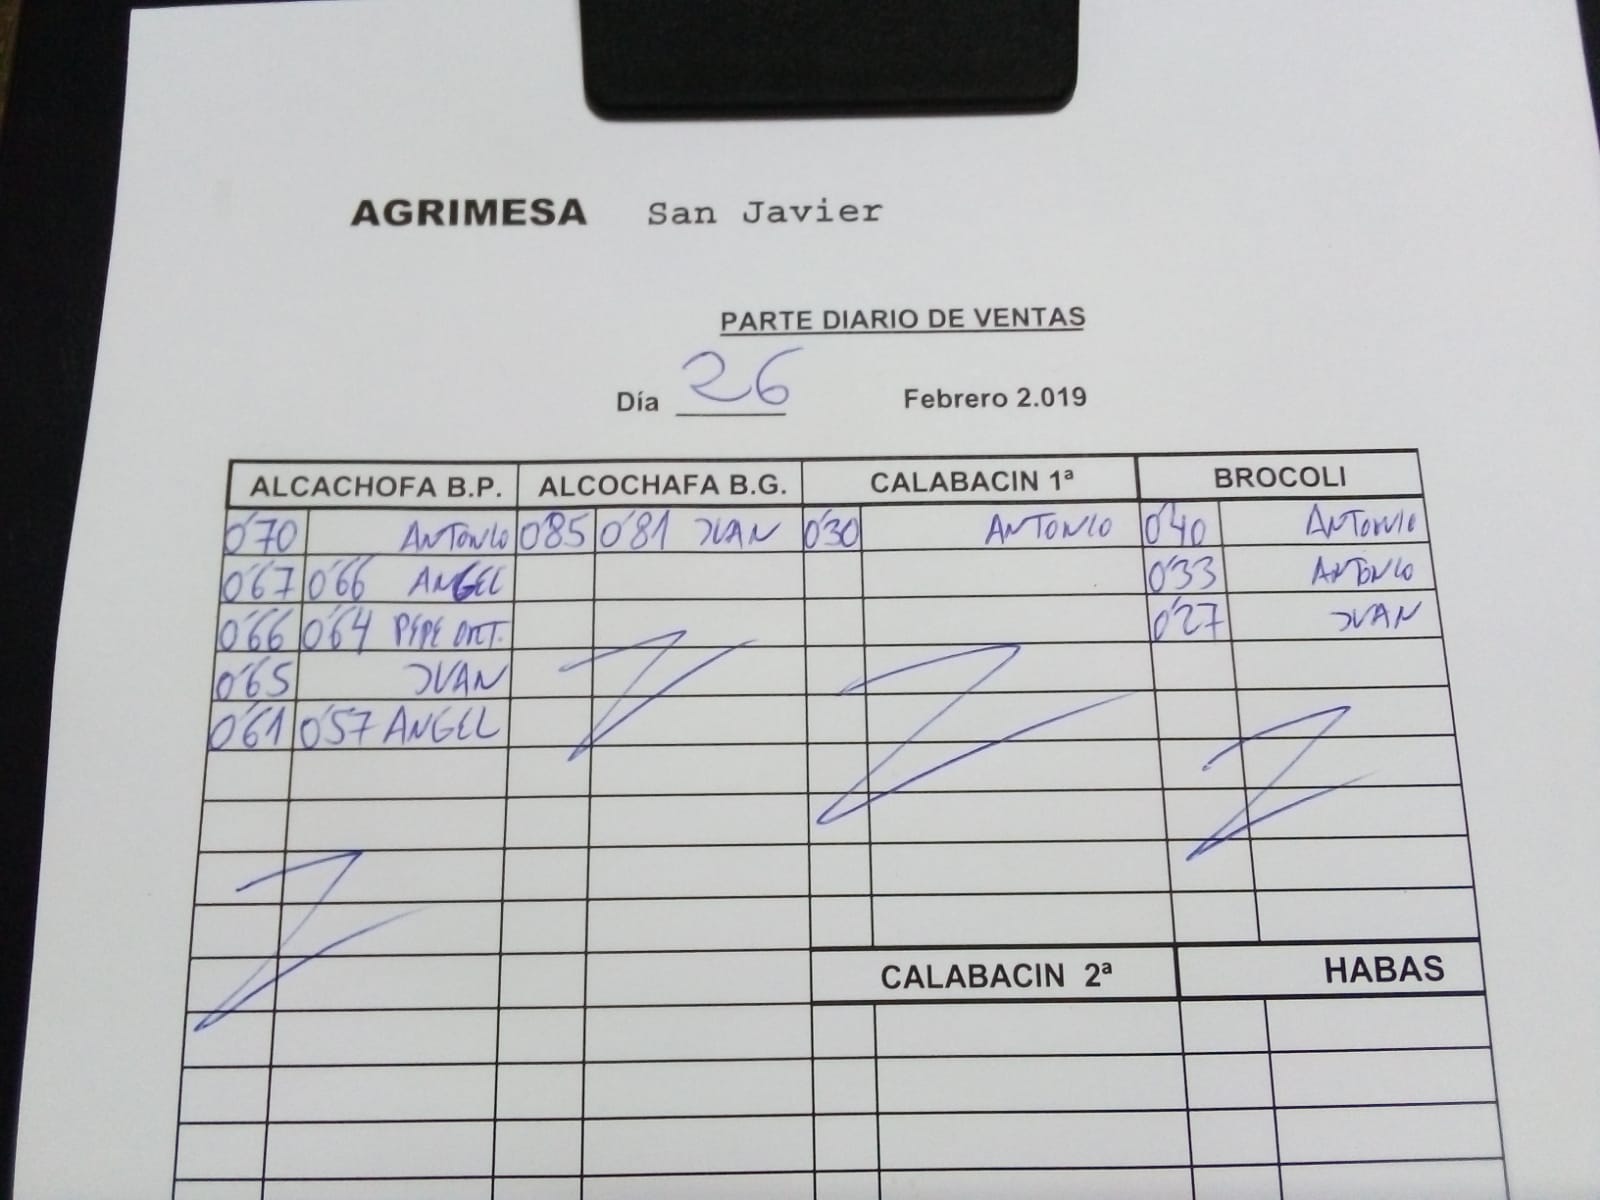 AGRIMESA San Javier
PARTE DIARIO DE VENTAS
Día 26 Febrero 2.019
ALCACHOFA B.P. ALCOCHAFA B.G. CALABACIN 1ª BROCOLI
0'70 ANTONIO 0'85 0'81 JUAN 0'30 ANTONIO 0'40 ANTONIO
0'67 0'66 ANGEL 0'33 ANTONIO
0'66 0'64 PEPE 0'27 JUAN
0'65 JUAN
0'61 0'57 ANGEL
CALABACIN 2ª HABAS